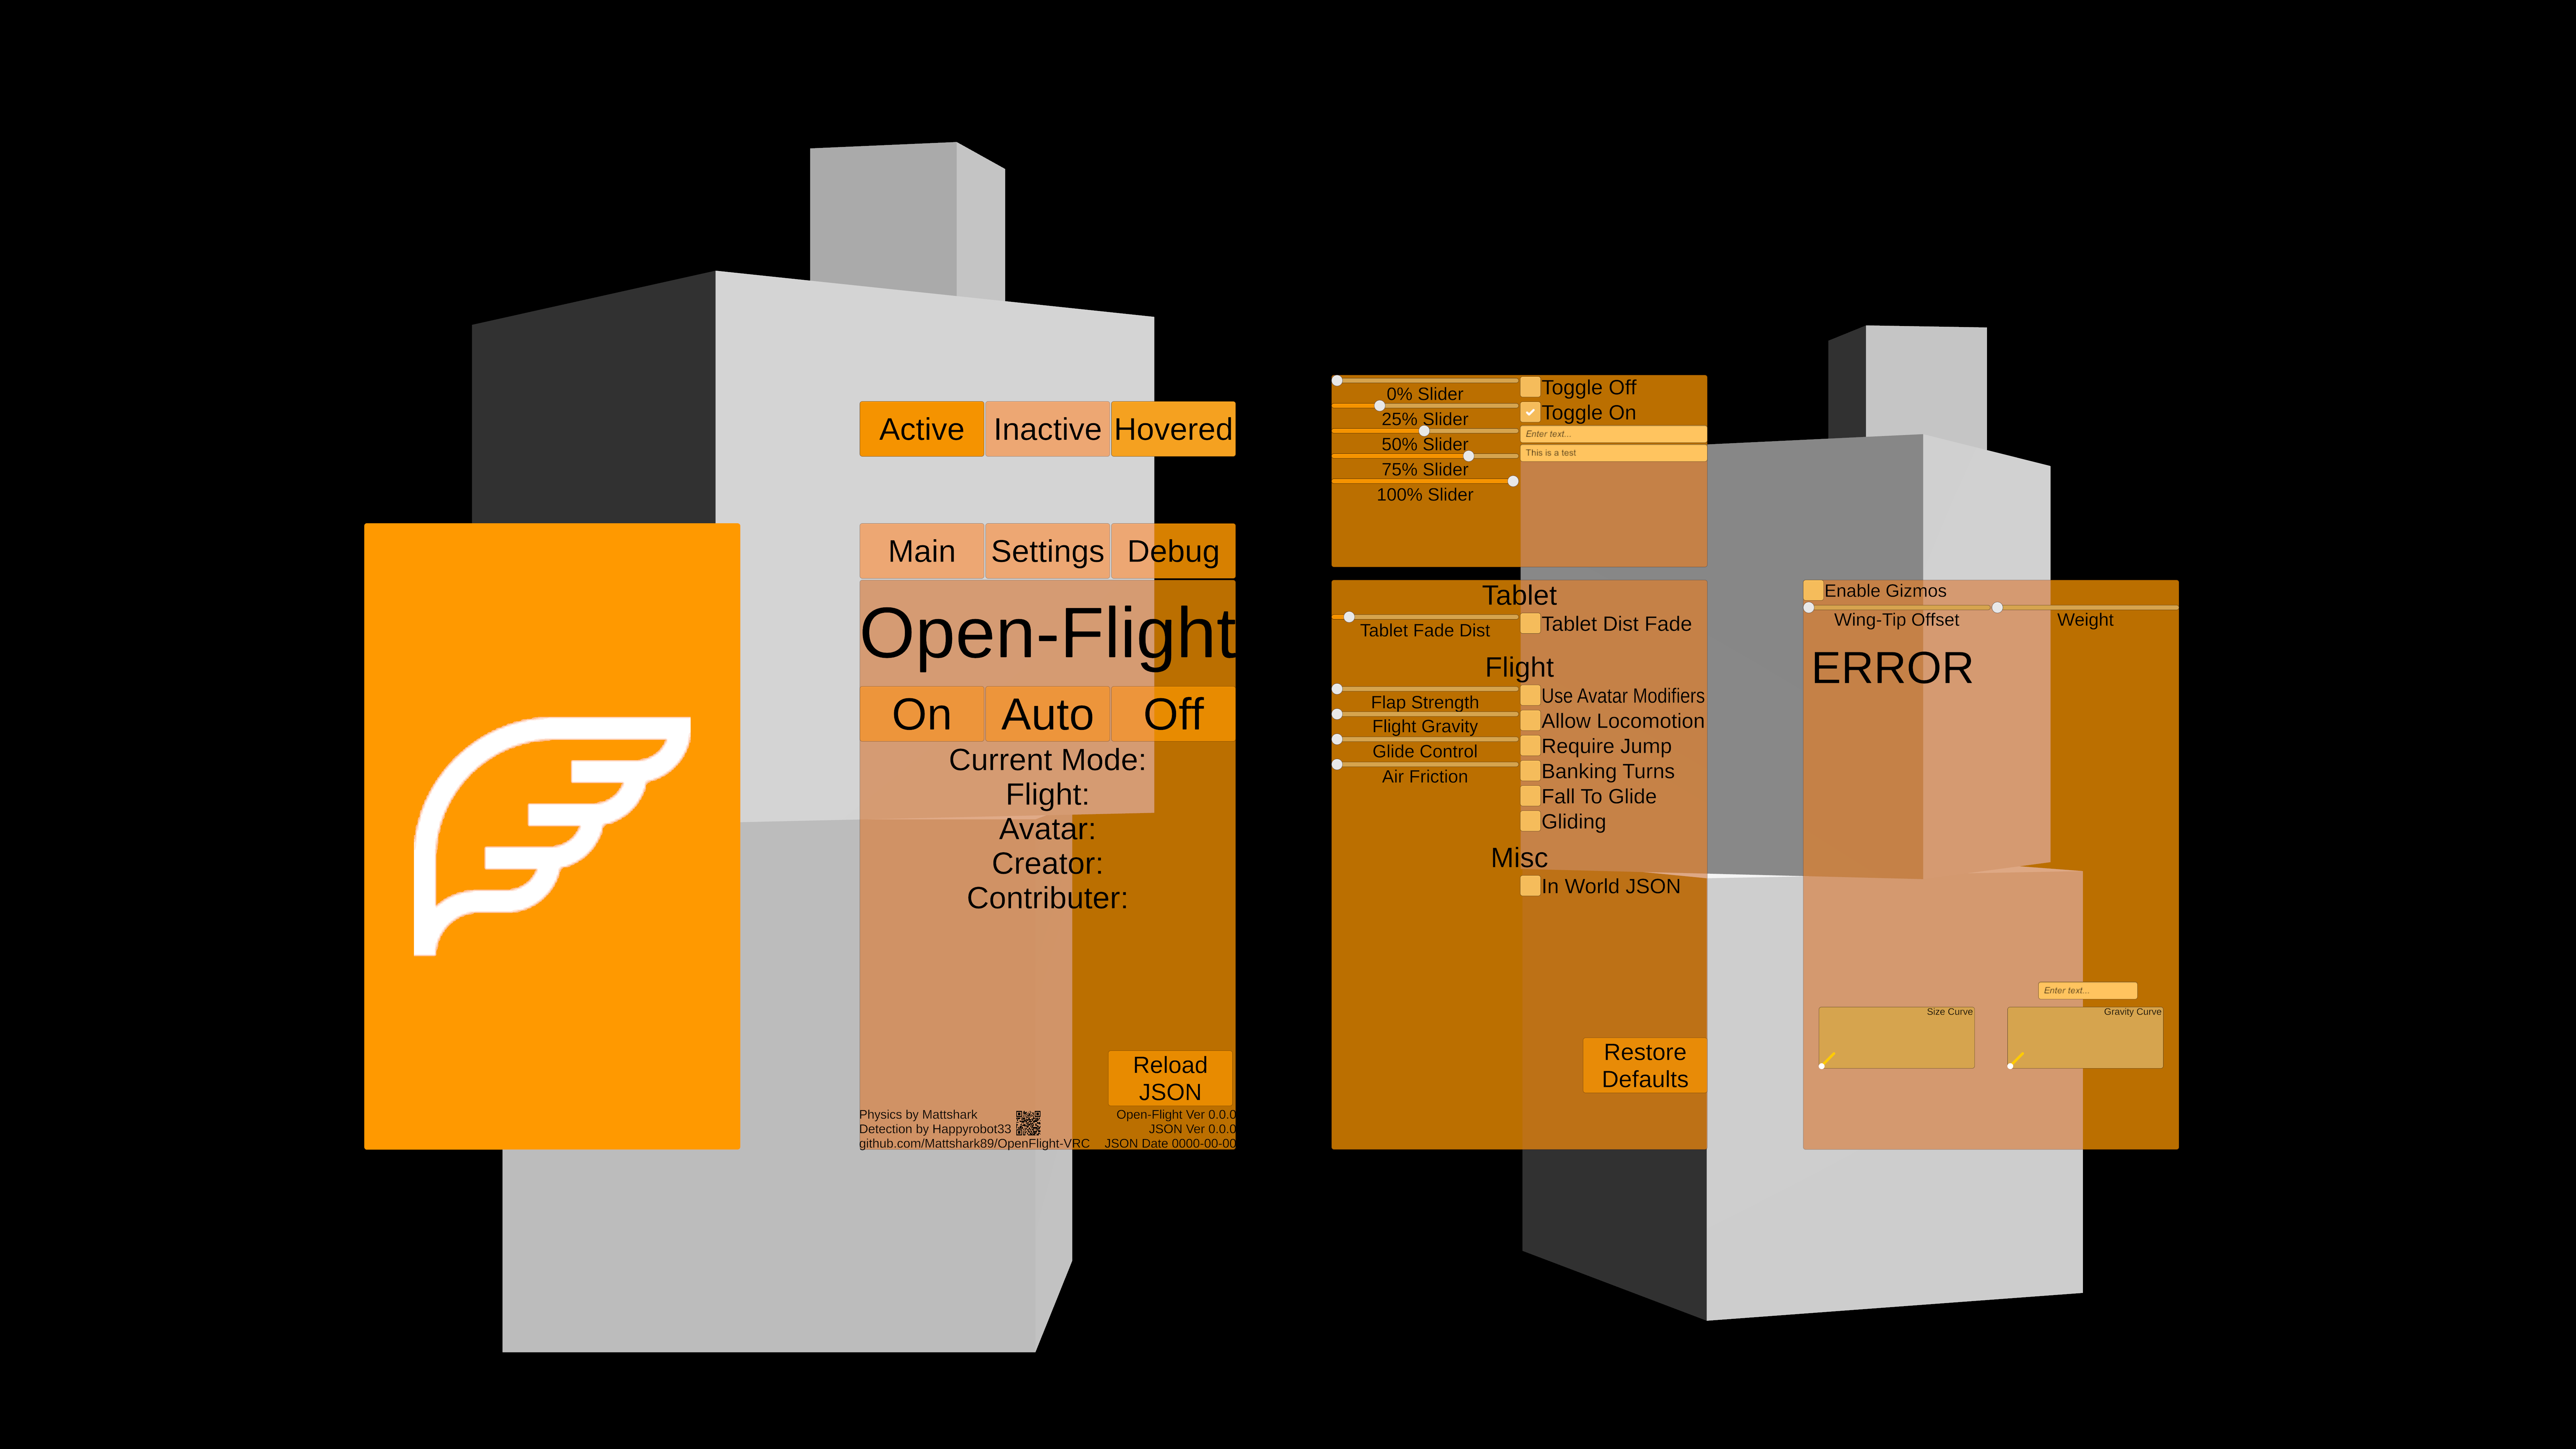 Active Inactive Hovered
Main Settings Debug
Open-Flight
On Auto Off
Current Mode:
Flight:
Avatar:
Creator:
Contributer:
Reload
JSON
Physics by Mattshark
Detection by Happyrobot33
github.com/Mattshark89/OpenFlight-VRC
Open-Flight Ver 0.0.0
JSON Ver 0.0.0
JSON Date 0000-00-00
0% Slider
25% Slider
50% Slider
75% Slider
100% Slider
Toggle Off
Toggle On
Enter text...
This is a test
Tablet
Tablet Fade Dist
Tablet Dist Fade
Flight
Flap Strength
Flight Gravity
Glide Control
Air Friction
Use Avatar Modifiers
Allow Locomotion
Require Jump
Banking Turns
Fall To Glide
Gliding
Misc
In World JSON
Restore
Defaults
Enable Gizmos
Wing-Tip Offset
Weight
ERROR
Enter text...
Size Curve
Gravity Curve